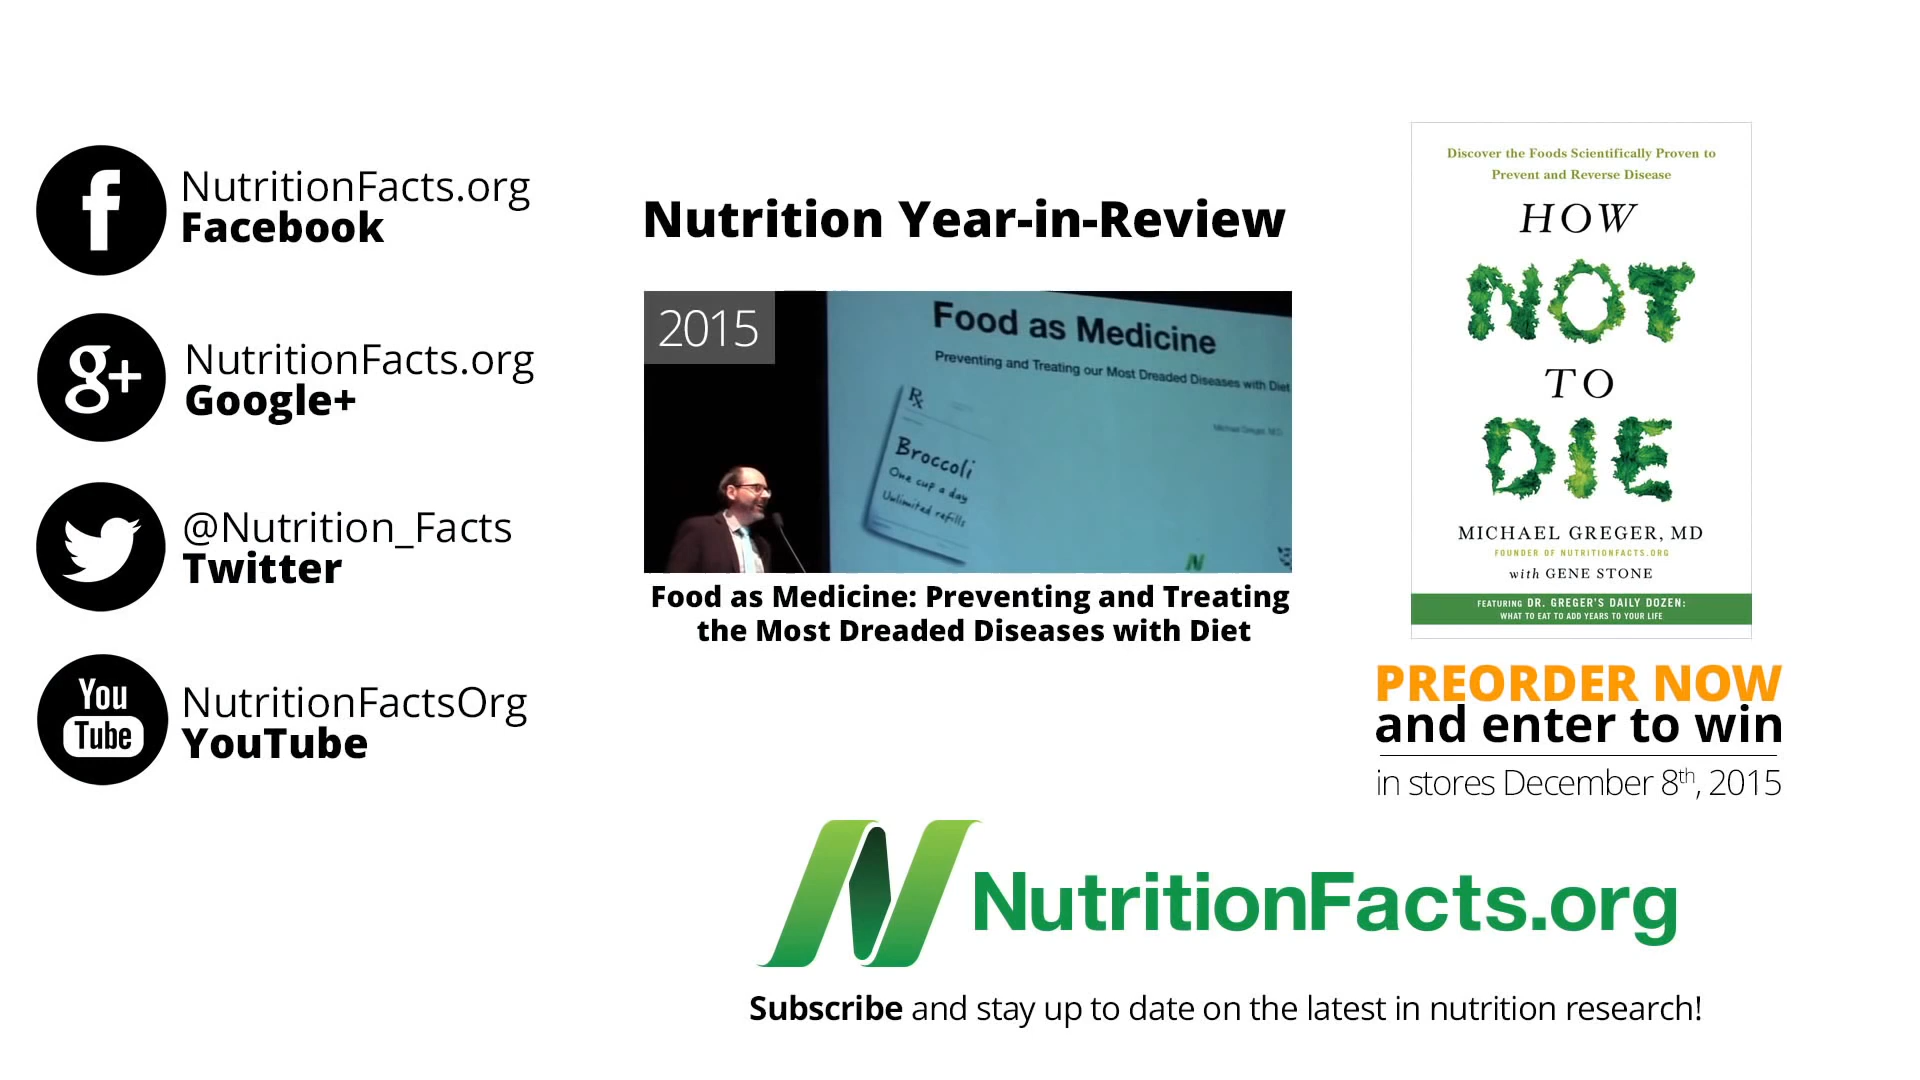 f
NutritionFacts.org
Facebook
g+
NutritionFacts.org
Google+
@Nutrition_Facts
Twitter
You
Tube
NutritionFactsOrg
YouTube
Nutrition Year-in-Review
2015
Food as Medicine
Preventing and Treating our Most Dreaded Diseases with Diet
Michael Greger, M.D.
Rx
Broccoli
One cup a day
Unlimited refills
Food as Medicine: Preventing and Treating
the Most Dreaded Diseases with Diet
Discover the Foods Scientifically Proven to
Prevent and Reverse Disease
HOW
NOT
TO
DIE
MICHAEL GREGER, MD
FOUNDER OF NUTRITIONFACTS.ORG
with GENE STONE
FEATURING DR. GREGER'S DAILY DOZEN:
WHAT TO EAT TO ADD YEARS TO YOUR LIFE
PREORDER NOW
and enter to win
in stores December 8th, 2015
NutritionFacts.org
Subscribe and stay up to date on the latest in nutrition research!